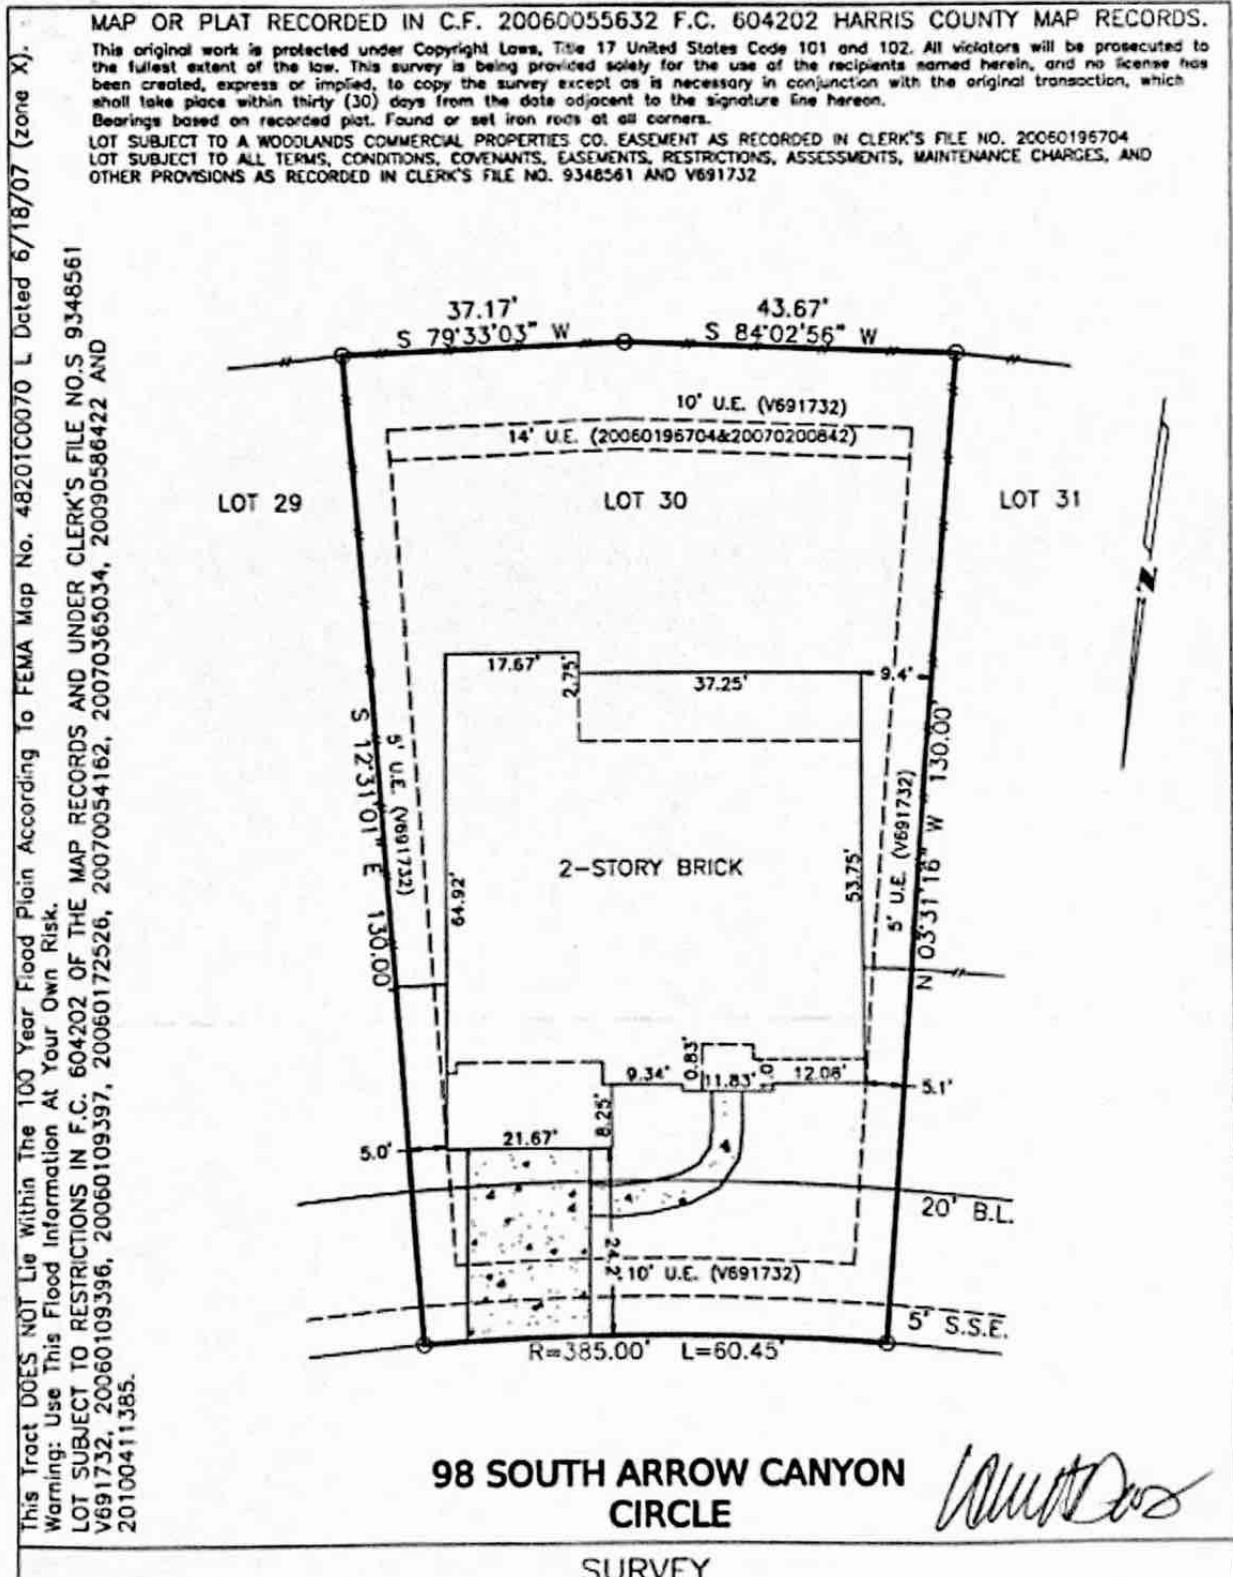 MAP OR PLAT RECORDED IN C.F. 20060055632 F.C. 604202 HARRIS COUNTY MAP RECORDS.
This original work is protected under Copyright Laws, Title 17 United States Code 101 and 102. All violators will be prosecuted to
the fullest extent of the law. This survey is being provided solely for the use of the recipients named herein, and no license has
been created, express or implied, to copy the survey except as is necessary in conjunction with the original transaction, which
shall take place within thirty (30) days from the date adjacent to the signature line hereon.
Bearings based on recorded plat. Found or set iron rods at all corners.
LOT SUBJECT TO A WOODLANDS COMMERCIAL PROPERTIES CO. EASEMENT AS RECORDED IN CLERK'S FILE NO. 20060196704
LOT SUBJECT TO ALL TERMS, CONDITIONS, COVENANTS, EASEMENTS, RESTRICTIONS, ASSESSMENTS, MAINTENANCE CHARGES, AND
OTHER PROVISIONS AS RECORDED IN CLERK'S FILE NO. 9348561 AND V691732
This Tract DOES NOT Lie Within The 100 Year Flood Plain According To FEMA Map No. 48201C0070 L Dated 6/18/07 (zone X).
Warning: Use This Flood Information At Your Own Risk.
LOT SUBJECT TO RESTRICTIONS IN F.C. 604202 OF THE MAP RECORDS AND UNDER CLERK'S FILE NO.S 9348561
V691732, 20060109396, 20060109397, 20060172526, 20070054162, 20070365034, 20090586422 AND
20100411385.
37.17'
S 79°33'03" W
43.67'
S 84°02'56" W
10' U.E. (V691732)
14' U.E. (20060196704&20070200842)
LOT 29
LOT 30
LOT 31
N
17.67'
2.75'
37.25'
9.4'
S 12°31'01" E 130.00'
5' U.E. (V691732)
64.92'
2-STORY BRICK
53.75'
5' U.E. (V691732)
N 03°31'16" W 130.00'
9.34'
0.83'
11.83'
12.08'
5.1'
8.25'
21.67'
5.0'
20' B.L.
24.2'
10' U.E. (V691732)
5' S.S.E.
R=385.00' L=60.45'
98 SOUTH ARROW CANYON
CIRCLE
SURVEY